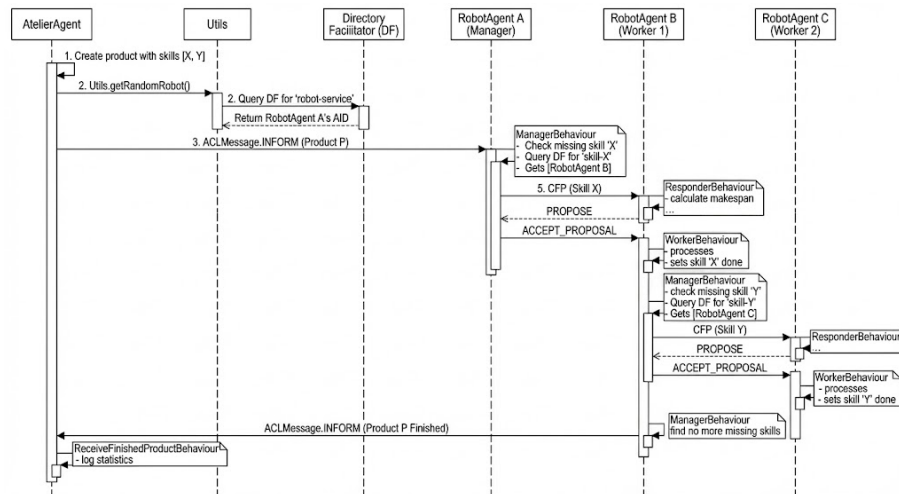 AtelierAgent
Utils
Directory
Faciiitator (DF)
RobotAgent A
(Manager)
RobotAgent B
(Worker 1)
RobotAgent C
(Worker 2)
1. Create product with skills [X, Y]
2. Utils.getRandomRobot()
2. Query DF for 'robot-service'
Return RobotAgent A's AID
3. ACLMessage.INFORM (Product P)
ManagerBehaviour
- Check missing skill 'X'
- Query DF for 'skill-X'
- Gets [RobotAgent B]
5. CFP (Skill X)
ResponderBehaviour
- calculate makespan
...
PROPOSE
ACCEPT_PROPOSAL
WorkerBehaviour
- processes
- sets skill 'X' done
ManagerBehaviour
- check missing skill 'Y'
- Query DF for 'skill-Y'
- Gets [RobotAgent C]
CFP (Skill Y)
ResponderBehaviour
...
PROPOSE
ACCEPT_PROPOSAL
WorkerBehaviour
- processes
- sets skill 'Y' done
ManagerBehaviour
find no more missing skills
ACLMessage.INFORM (Product P Finished)
ReceiveFinishedProductBehaviour
- log statistics